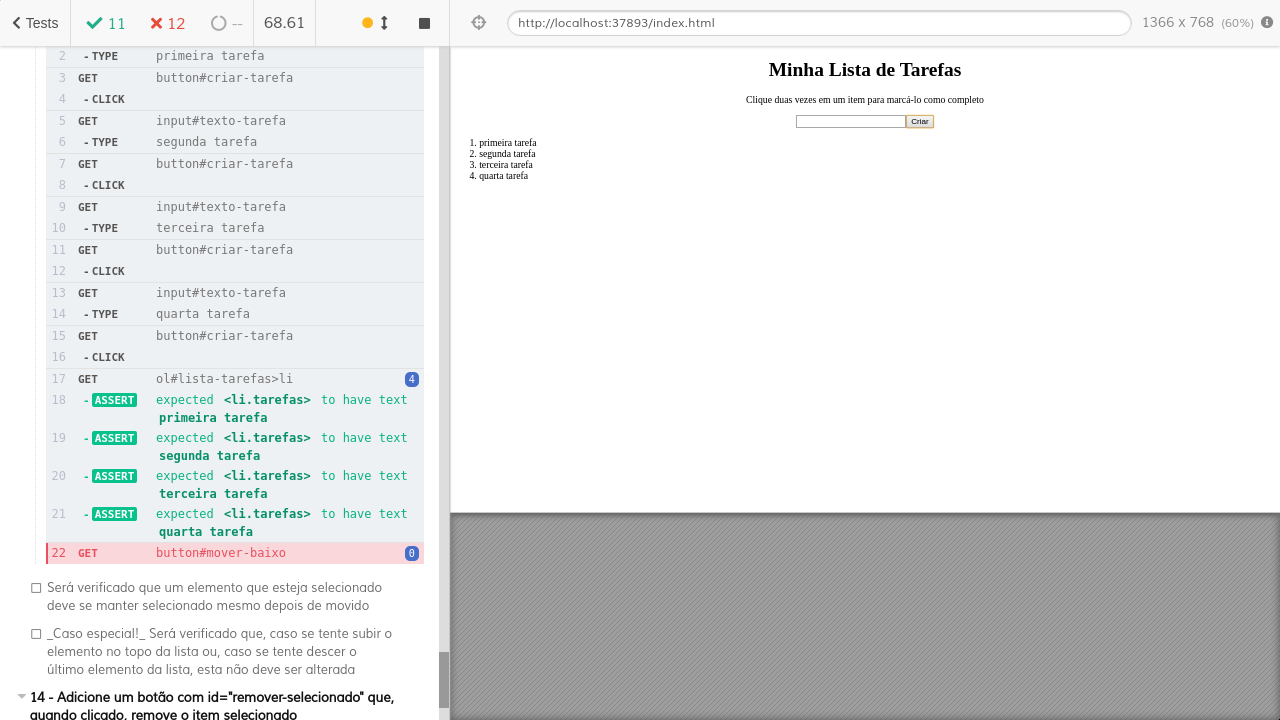 Tests 11 12 -- 68.61
http://localhost:37893/index.html 1366 x 768 (60%)
2 - TYPE primeira tarefa
3 GET button#criar-tarefa
4 - CLICK
5 GET input#texto-tarefa
6 - TYPE segunda tarefa
7 GET button#criar-tarefa
8 - CLICK
9 GET input#texto-tarefa
10 - TYPE terceira tarefa
11 GET button#criar-tarefa
12 - CLICK
13 GET input#texto-tarefa
14 - TYPE quarta tarefa
15 GET button#criar-tarefa
16 - CLICK
17 GET ol#lista-tarefas>li 4
18 - ASSERT expected <li.tarefas> to have text
primeira tarefa
19 - ASSERT expected <li.tarefas> to have text
segunda tarefa
20 - ASSERT expected <li.tarefas> to have text
terceira tarefa
21 - ASSERT expected <li.tarefas> to have text
quarta tarefa
22 GET button#mover-baixo 0
Será verificado que um elemento que esteja selecionado
deve se manter selecionado mesmo depois de movido
_Caso especial!_ Será verificado que, caso se tente subir o
elemento no topo da lista ou, caso se tente descer o
último elemento da lista, esta não deve ser alterada
14 - Adicione um botão com id="remover-selecionado" que,
quando clicado, remove o item selecionado
Minha Lista de Tarefas
Clique duas vezes em um item para marcá-lo como completo
Criar
1. primeira tarefa
2. segunda tarefa
3. terceira tarefa
4. quarta tarefa